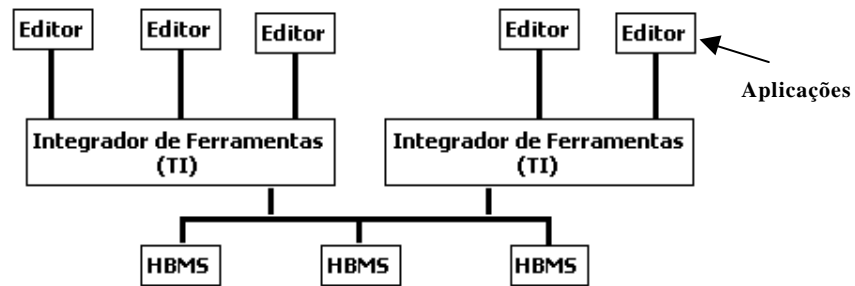 Editor Editor Editor Editor Editor
Aplicações
Integrador de Ferramentas Integrador de Ferramentas
(TI) (TI)
HBMS HBMS HBMS